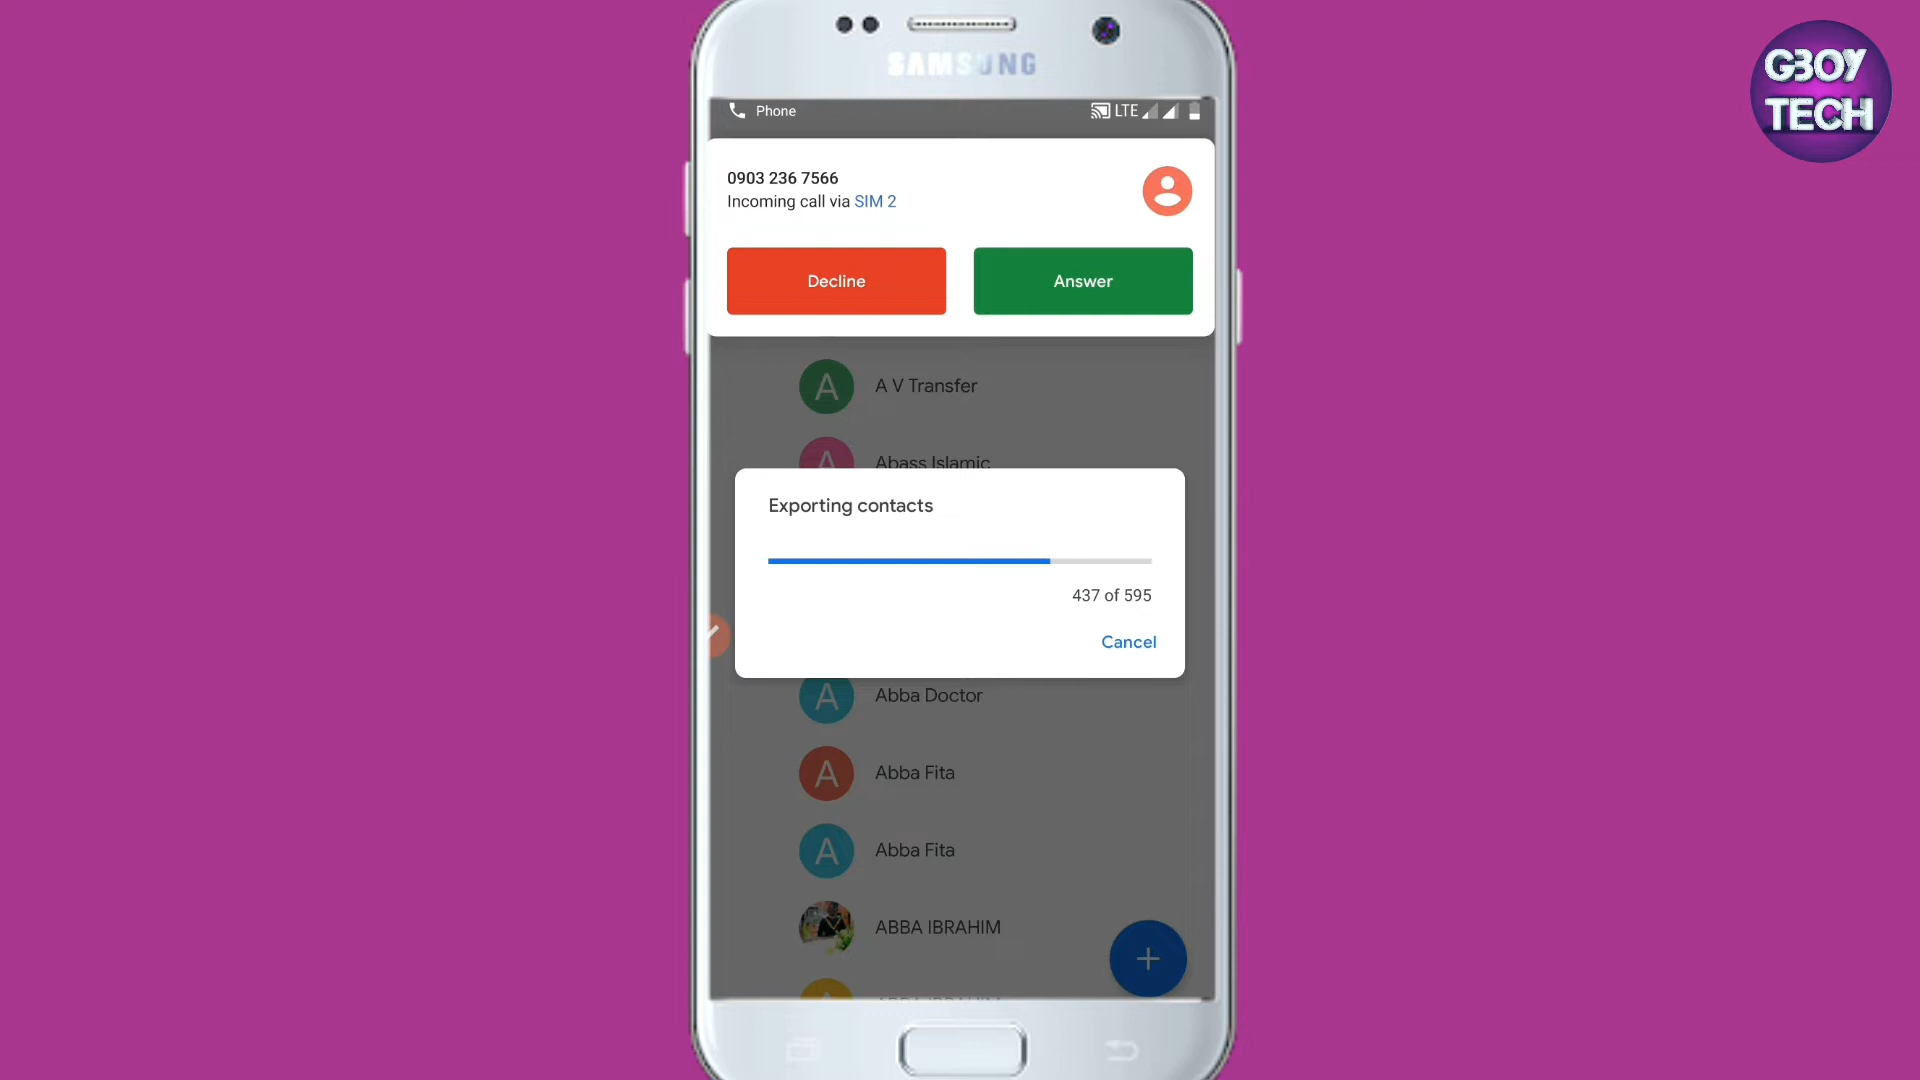 SAMSUNG
G3OY
TECH
Phone
LTE
0903 236 7566
Incoming call via SIM 2
Decline
Answer
A
A V Transfer
A
Abass Islamic
Exporting contacts
437 of 595
Cancel
A
Abba Doctor
A
Abba Fita
A
Abba Fita
ABBA IBRAHIM